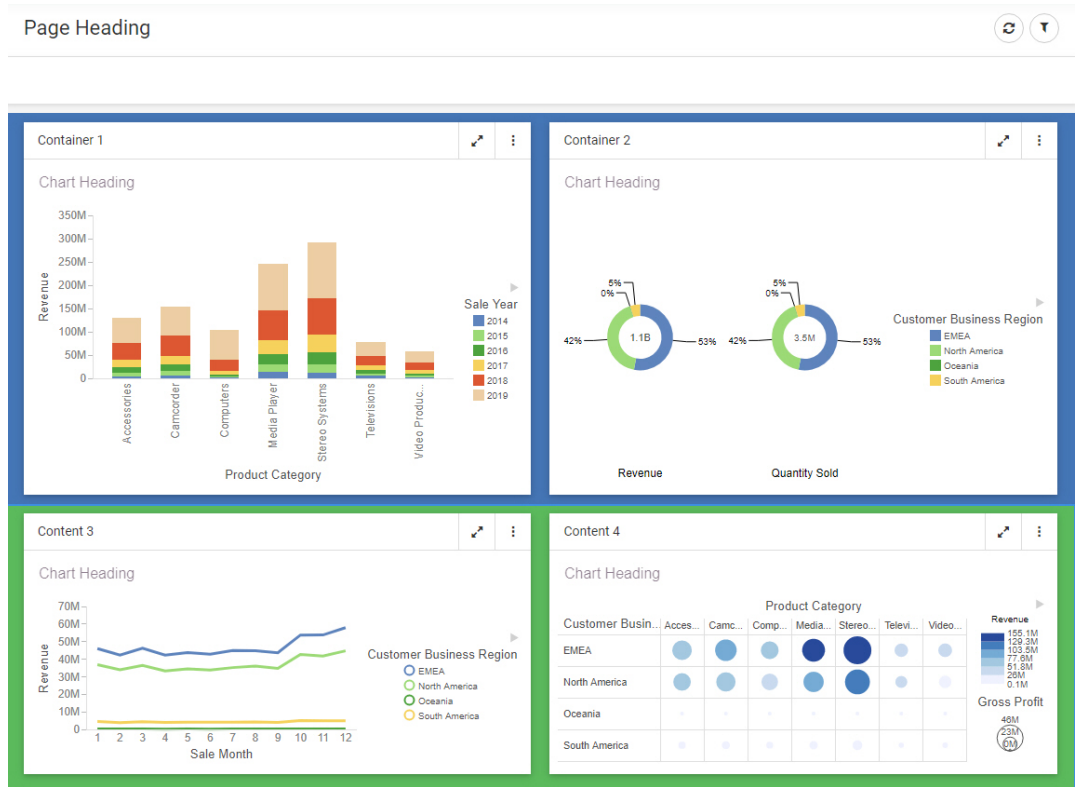 Page Heading
Container 1
Chart Heading
350M
300M
250M
200M
150M
100M
50M
0
Revenue
Accessories
Camcorder
Computers
Media Player
Stereo Systems
Televisions
Video Produc...
Product Category
Sale Year
2014
2015
2016
2017
2018
2019
Container 2
Chart Heading
5%
0%
42%
1.1B
53%
Revenue
5%
0%
42%
3.5M
53%
Quantity Sold
Customer Business Region
EMEA
North America
Oceania
South America
Content 3
Chart Heading
70M
60M
50M
40M
30M
20M
10M
0
Revenue
1 2 3 4 5 6 7 8 9 10 11 12
Sale Month
Customer Business Region
EMEA
North America
Oceania
South America
Content 4
Chart Heading
Product Category
Customer Busin... Acces... Camc... Comp... Media... Stereo... Televi... Video...
EMEA
North America
Oceania
South America
Revenue
155.1M
129.3M
103.5M
77.6M
51.8M
26M
0.1M
Gross Profit
46M
23M
0M